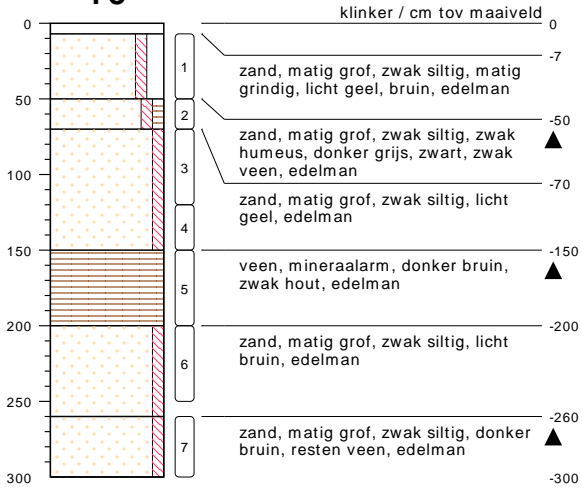 klinker / cm tov maaiveld
0
0
-7
1
zand, matig grof, zwak siltig, matig
grindig, licht geel, bruin, edelman
50
-50
2
zand, matig grof, zwak siltig, zwak
humeus, donker grijs, zwart, zwak
veen, edelman
-70
3
100
zand, matig grof, zwak siltig, licht
geel, edelman
4
150
-150
veen, mineraalarm, donker bruin,
zwak hout, edelman
5
200
-200
zand, matig grof, zwak siltig, licht
bruin, edelman
6
250
-260
zand, matig grof, zwak siltig, donker
bruin, resten veen, edelman
7
300
-300